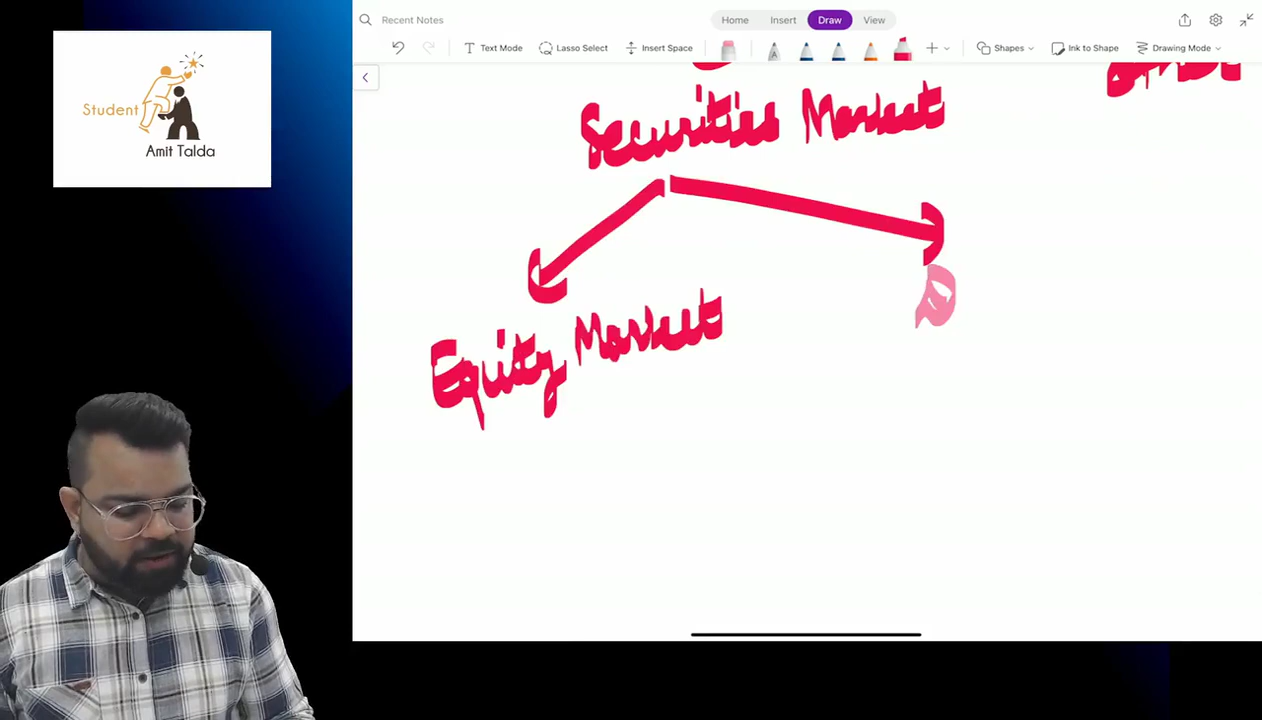 Recent Notes
Home Insert Draw View
Text Mode Lasso Select Insert Space Shapes Ink to Shape Drawing Mode
A
Student
Amit Talda
Securities Market
Equity Market